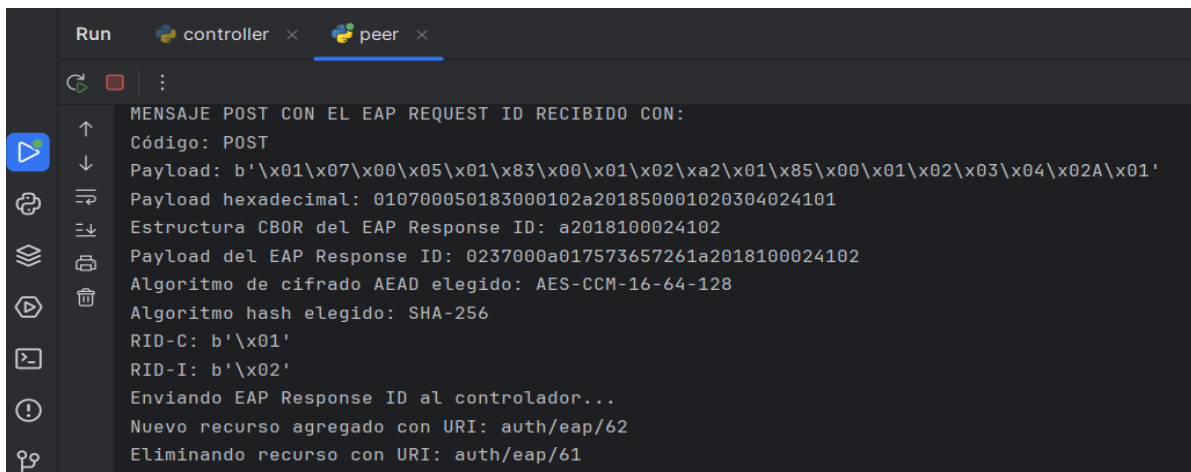 Run controller × peer ×
MENSAJE POST CON EL EAP REQUEST ID RECIBIDO CON:
Código: POST
Payload: b'\x01\x07\x00\x05\x01\x83\x00\x01\x02\xa2\x01\x85\x00\x01\x02\x03\x04\x02A\x01'
Payload hexadecimal: 010700050183000102a201850001020304024101
Estructura CBOR del EAP Response ID: a2018100024102
Payload del EAP Response ID: 0237000a017573657261a2018100024102
Algoritmo de cifrado AEAD elegido: AES-CCM-16-64-128
Algoritmo hash elegido: SHA-256
RID-C: b'\x01'
RID-I: b'\x02'
Enviando EAP Response ID al controlador...
Nuevo recurso agregado con URI: auth/eap/62
Eliminando recurso con URI: auth/eap/61